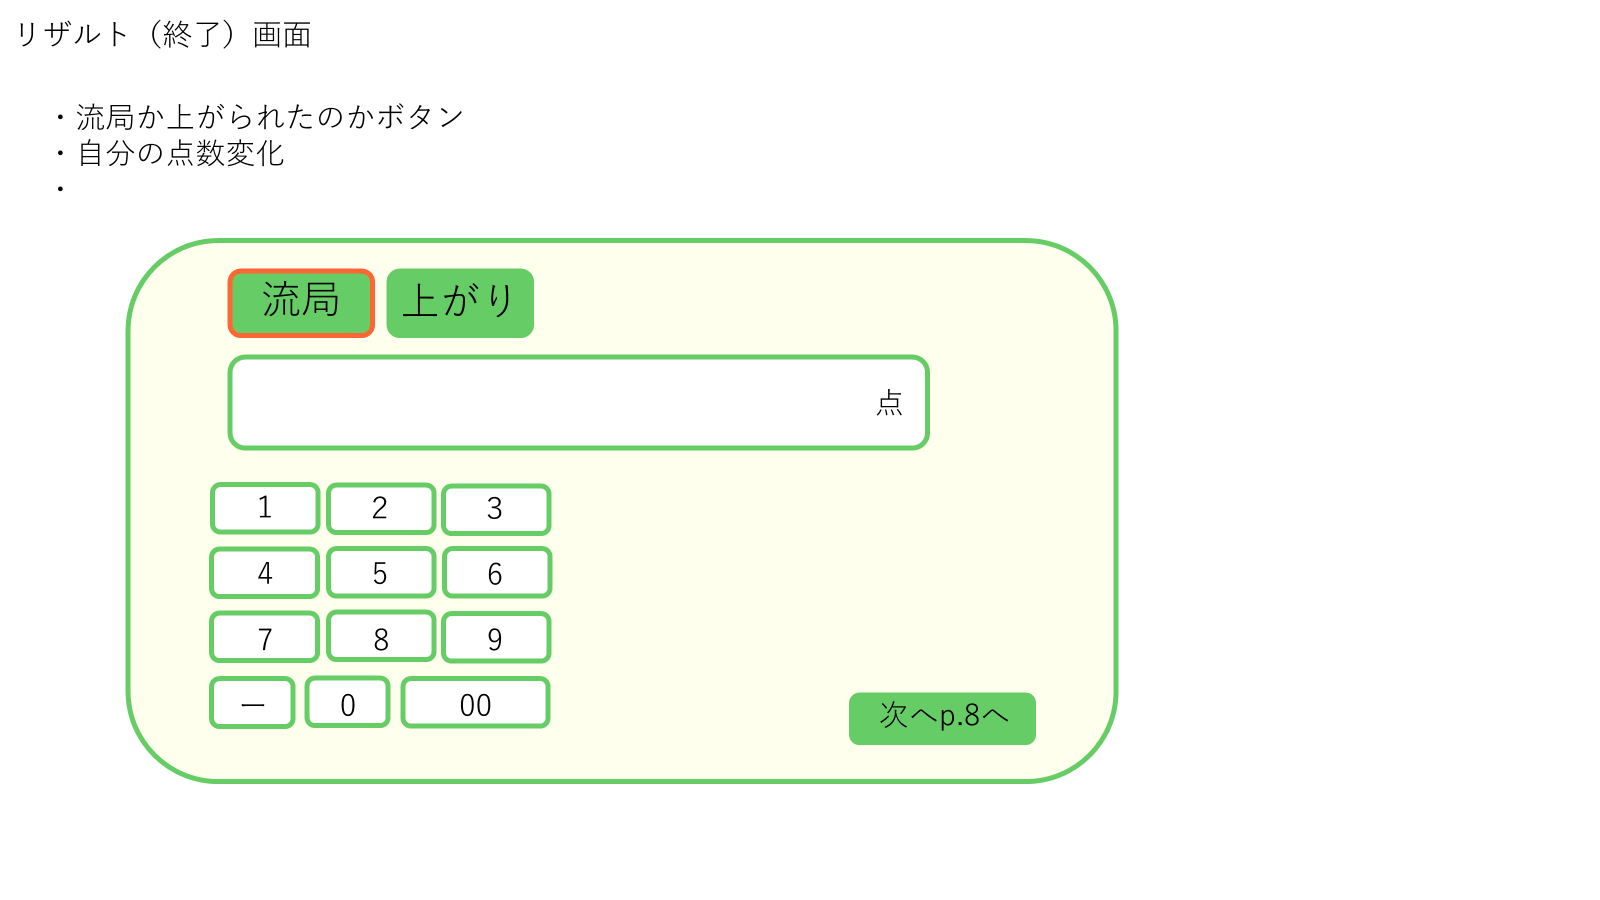 リザルト（終了）画面
・流局か上がられたのかボタン
・自分の点数変化
・
流局 上がり
点
1 2 3
4 5 6
7 8 9
ー 0 00
次へp.8へ